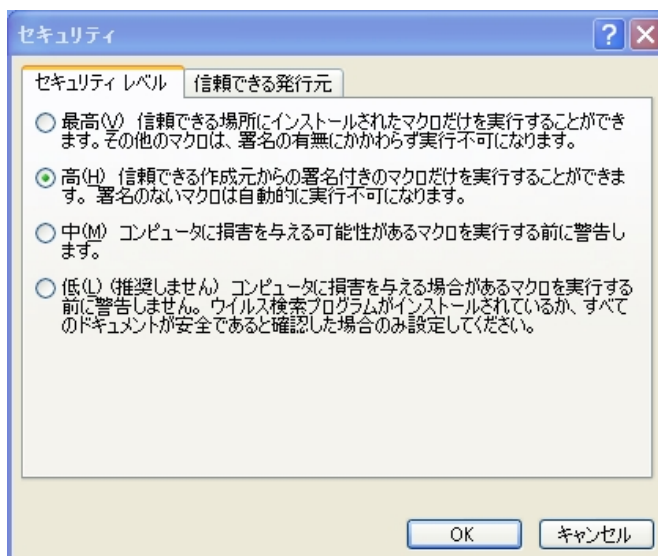 セキュリティ
セキュリティ レベル 信頼できる発行元
最高(V) 信頼できる場所にインストールされたマクロだけを実行することができ
ます。その他のマクロは、署名の有無にかかわらず実行不可になります。
高(H) 信頼できる作成元からの署名付きのマクロだけを実行することができま
す。署名のないマクロは自動的に実行不可になります。
中(M) コンピュータに損害を与える可能性があるマクロを実行する前に警告し
ます。
低(L) (推奨しません) コンピュータに損害を与える場合があるマクロを実行する
前に警告しません。ウイルス検索プログラムがインストールされているか、すべて
のドキュメントが安全であると確認した場合のみ設定してください。
OK キャンセル